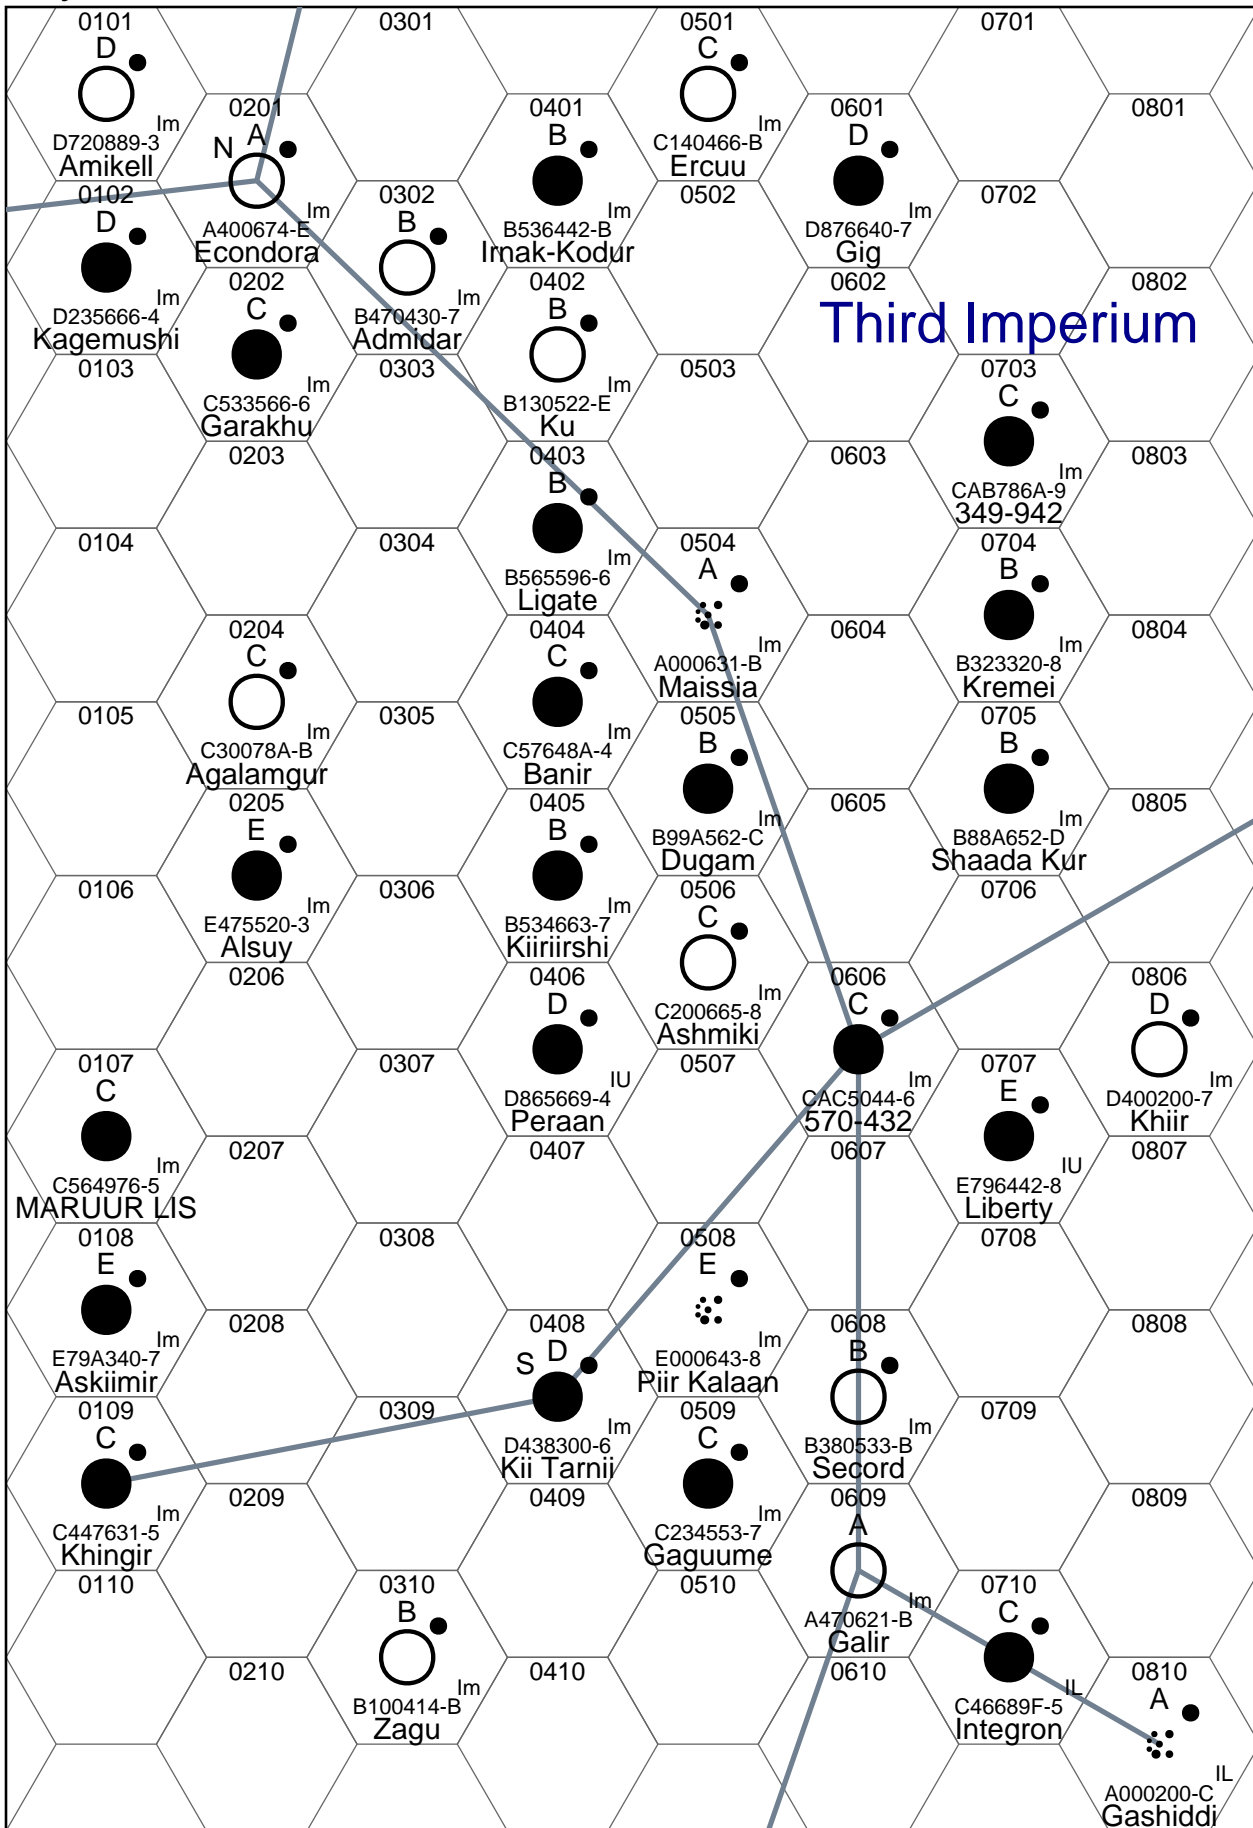 0101
D
Im
D720889-3
Amikell
0201
N A
Im
A400674-E
Econdora
0301
0401
B
Im
B536442-B
Irnak-Kodur
0501
C
Im
C140466-B
Ercuu
0601
D
Im
D876640-7
Gig
0701
0801
0102
D
Im
D235666-4
Kagemushi
0202
C
Im
C533566-6
Garakhu
0302
B
Im
B470430-7
Admidar
0402
B
Im
B130522-E
Ku
0502
0602
0702
0802
Third Imperium
0103
0203
0303
0403
B
Im
B565596-6
Ligate
0503
0603
0703
C
Im
CAB786A-9
349-942
0803
0104
0204
C
Im
C30078A-B
Agalamgur
0304
0404
C
Im
C57648A-4
Banir
0504
A
Im
A000631-B
Maissia
0604
0704
B
Im
B323320-8
Kremei
0804
0105
0205
E
Im
E475520-3
Alsuy
0305
0405
B
Im
B534663-7
Kiiriirshi
0505
B
Im
B99A562-C
Dugam
0605
0705
B
Im
B88A652-D
Shaada Kur
0805
0106
0206
0306
0406
D
IU
D865669-4
Peraan
0506
C
Im
C200665-8
Ashmiki
0606
C
Im
CAC5044-6
570-432
0706
0806
D
Im
D400200-7
Khiir
0107
C
Im
C564976-5
MARUUR LIS
0207
0307
0407
0507
0607
0707
E
IU
E796442-8
Liberty
0807
0108
E
Im
E79A340-7
Askiimir
0208
0308
0408
S D
Im
D438300-6
Kii Tarnii
0508
E
Im
E000643-8
Piir Kalaan
0608
B
Im
B380533-B
Secord
0708
0808
0109
C
Im
C447631-5
Khingir
0209
0309
0409
0509
C
Im
C234553-7
Gaguume
0609
A
Im
A470621-B
Galir
0709
0809
0110
0210
0310
B
Im
B100414-B
Zagu
0410
0510
0610
0710
C
IL
C46689F-5
Integron
0810
A
IL
A000200-C
Gashiddi